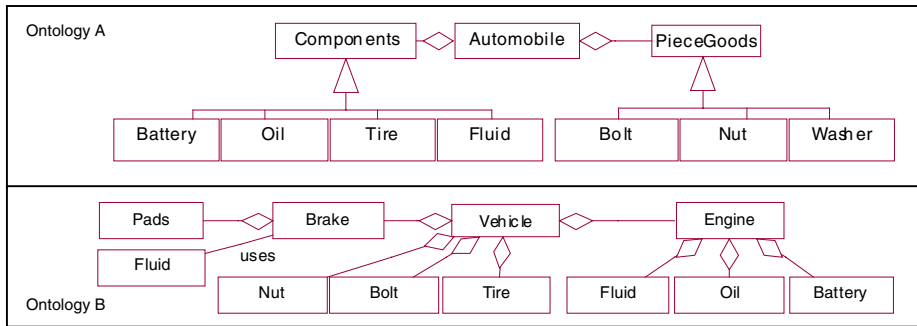 Ontology A
Components
Automobile
PieceGoods
Battery
Oil
Tire
Fluid
Bolt
Nut
Washer
Pads
Brake
Vehicle
Engine
Fluid
uses
Nut
Bolt
Tire
Fluid
Oil
Battery
Ontology B